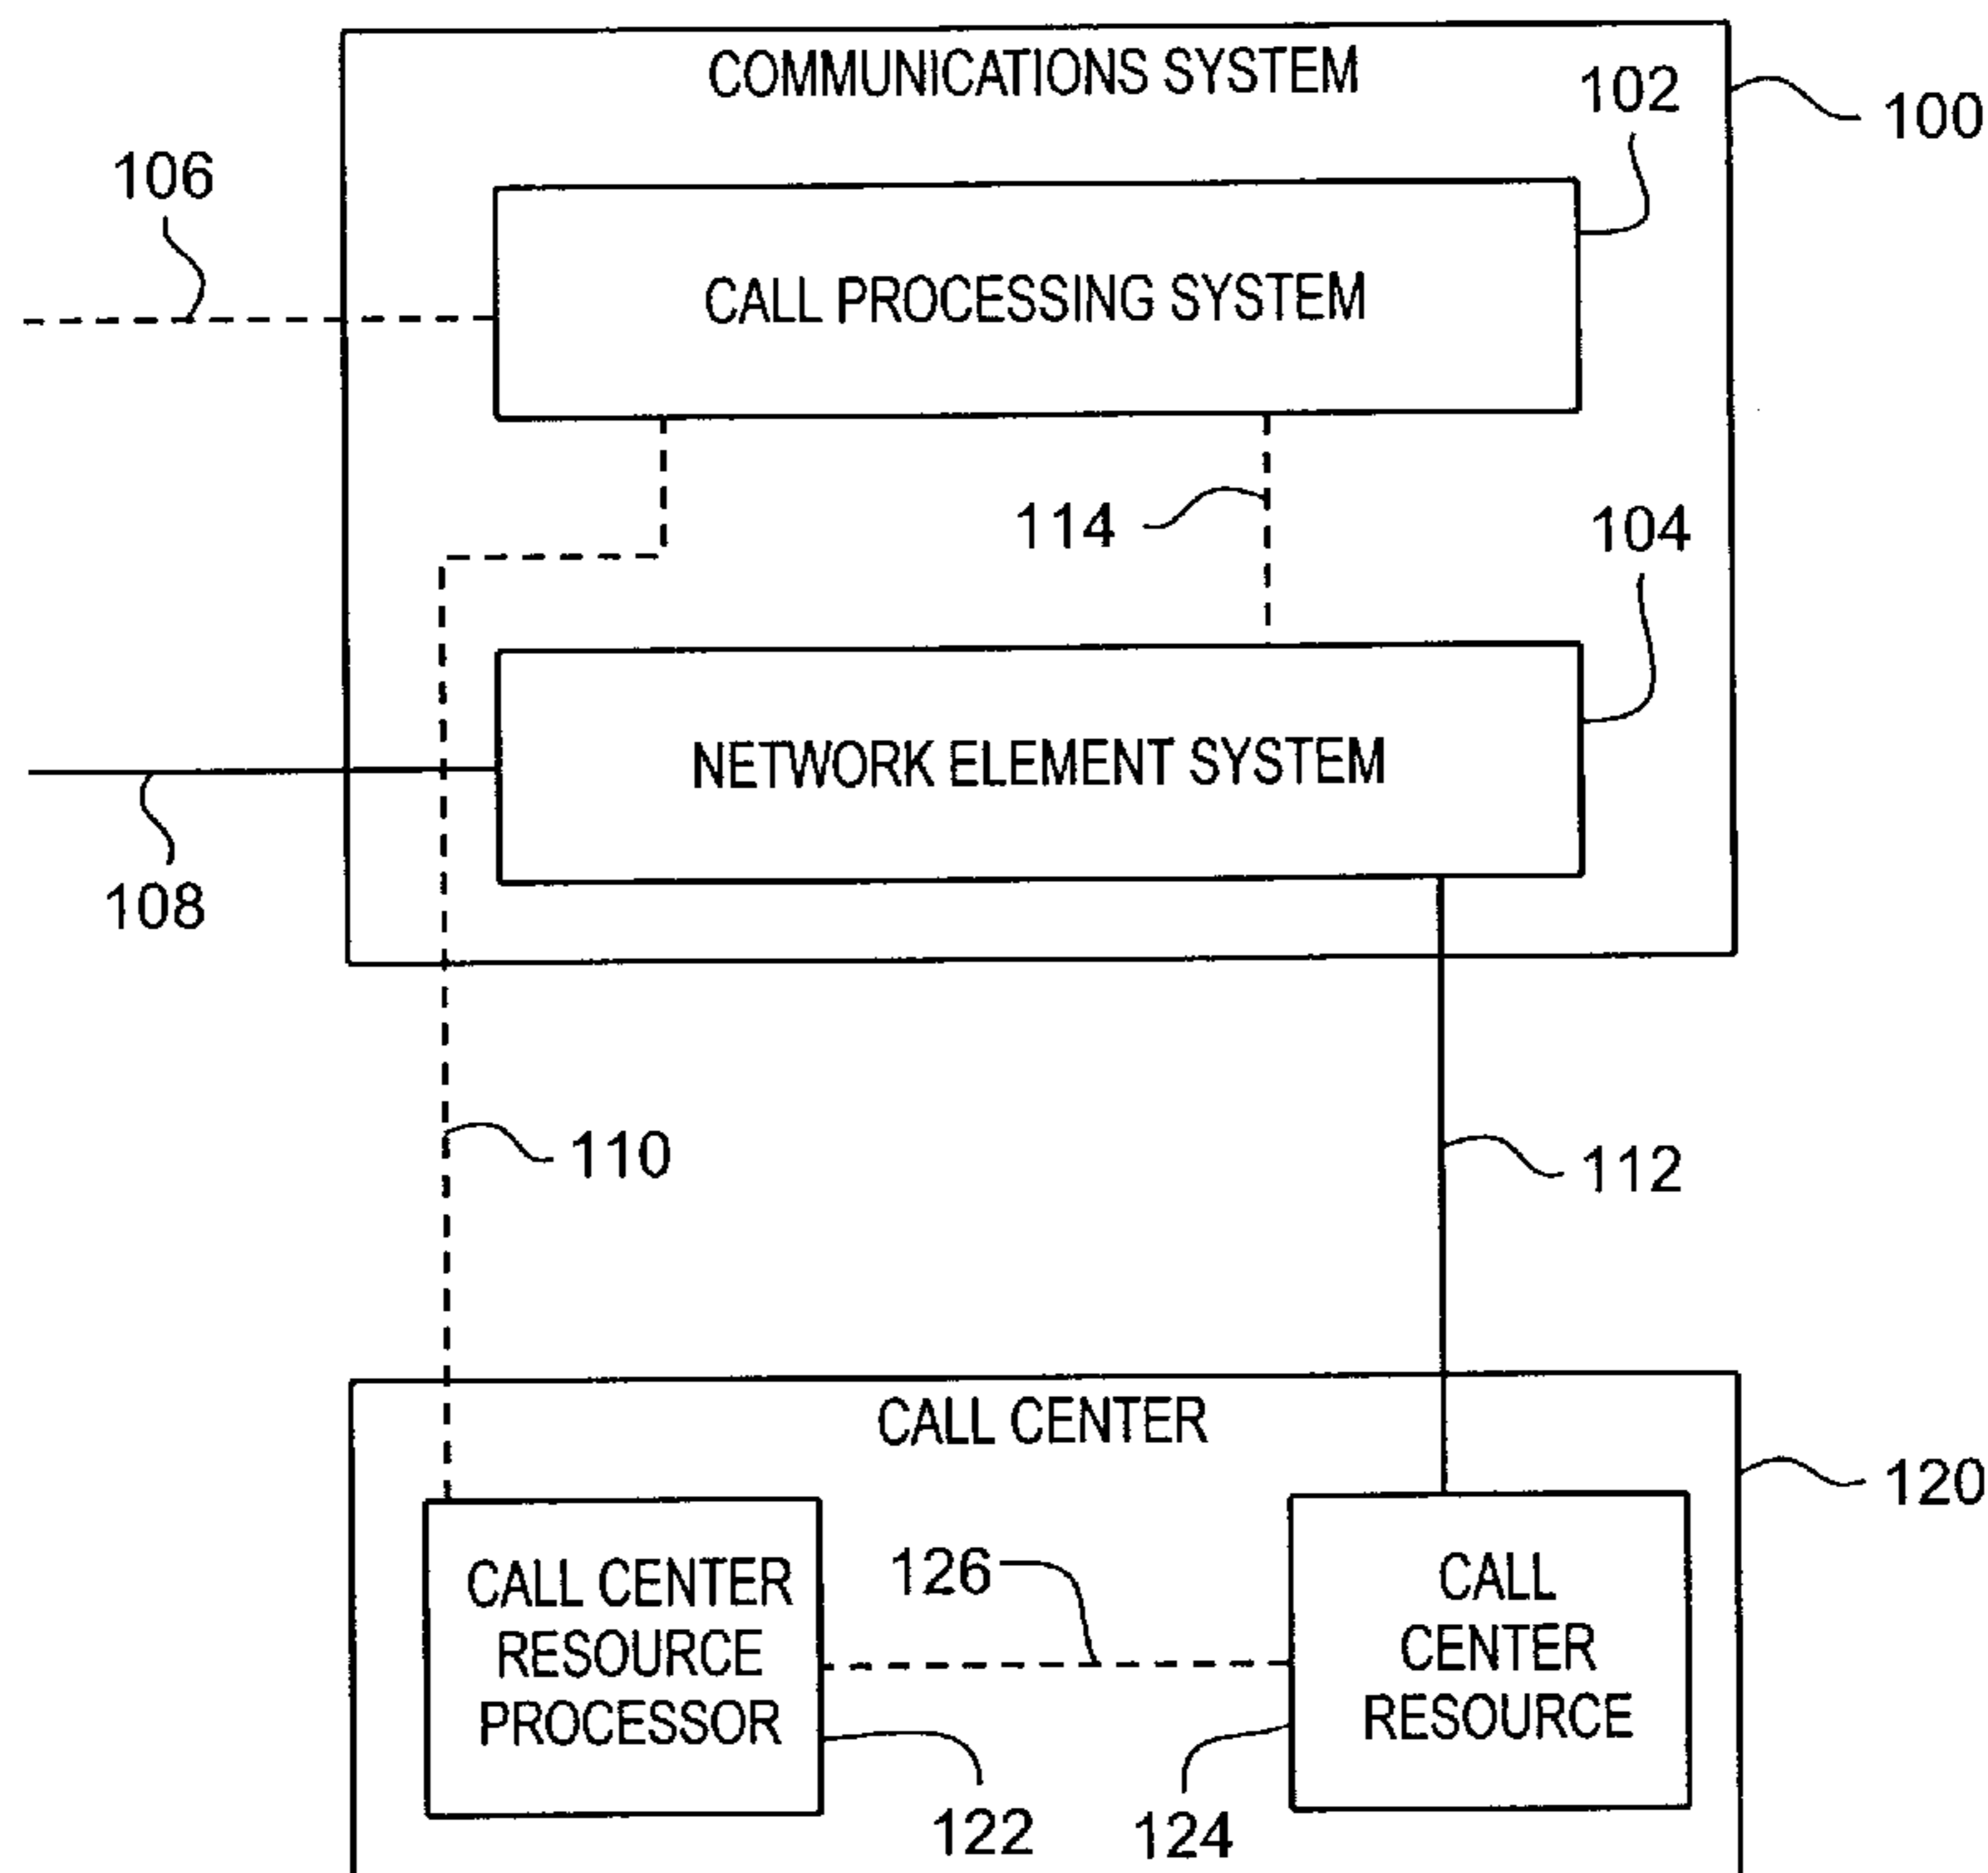 COMMUNICATIONS SYSTEM
102
100
106
CALL PROCESSING SYSTEM
114
104
NETWORK ELEMENT SYSTEM
108
110
112
CALL CENTER
120
CALL CENTER
RESOURCE
PROCESSOR
126
CALL
CENTER
RESOURCE
122
124